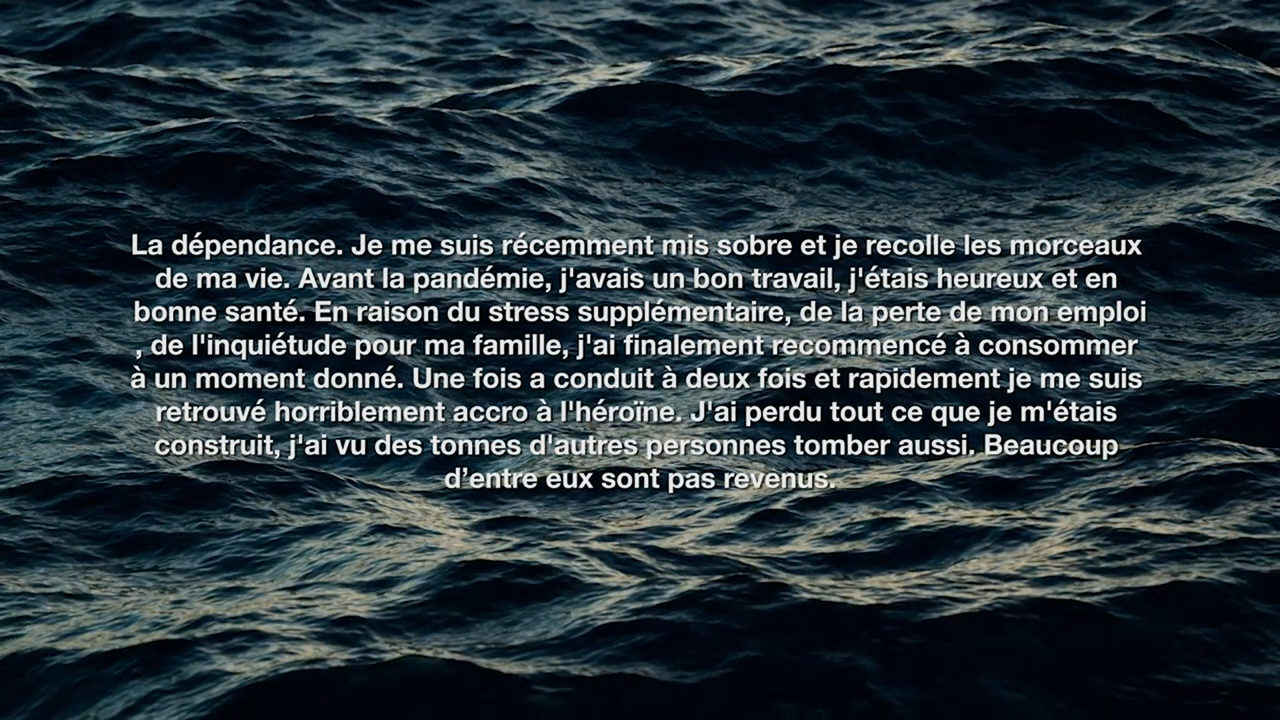 La dépendance. Je me suis récemment mis sobre et je recolle les morceaux
de ma vie. Avant la pandémie, j'avais un bon travail, j'étais heureux et en
bonne santé. En raison du stress supplémentaire, de la perte de mon emploi
, de l'inquiétude pour ma famille, j'ai finalement recommencé à consommer
à un moment donné. Une fois a conduit à deux fois et rapidement je me suis
retrouvé horriblement accro à l'héroïne. J'ai perdu tout ce que je m'étais
construit, j'ai vu des tonnes d'autres personnes tomber aussi. Beaucoup
d’entre eux sont pas revenus.